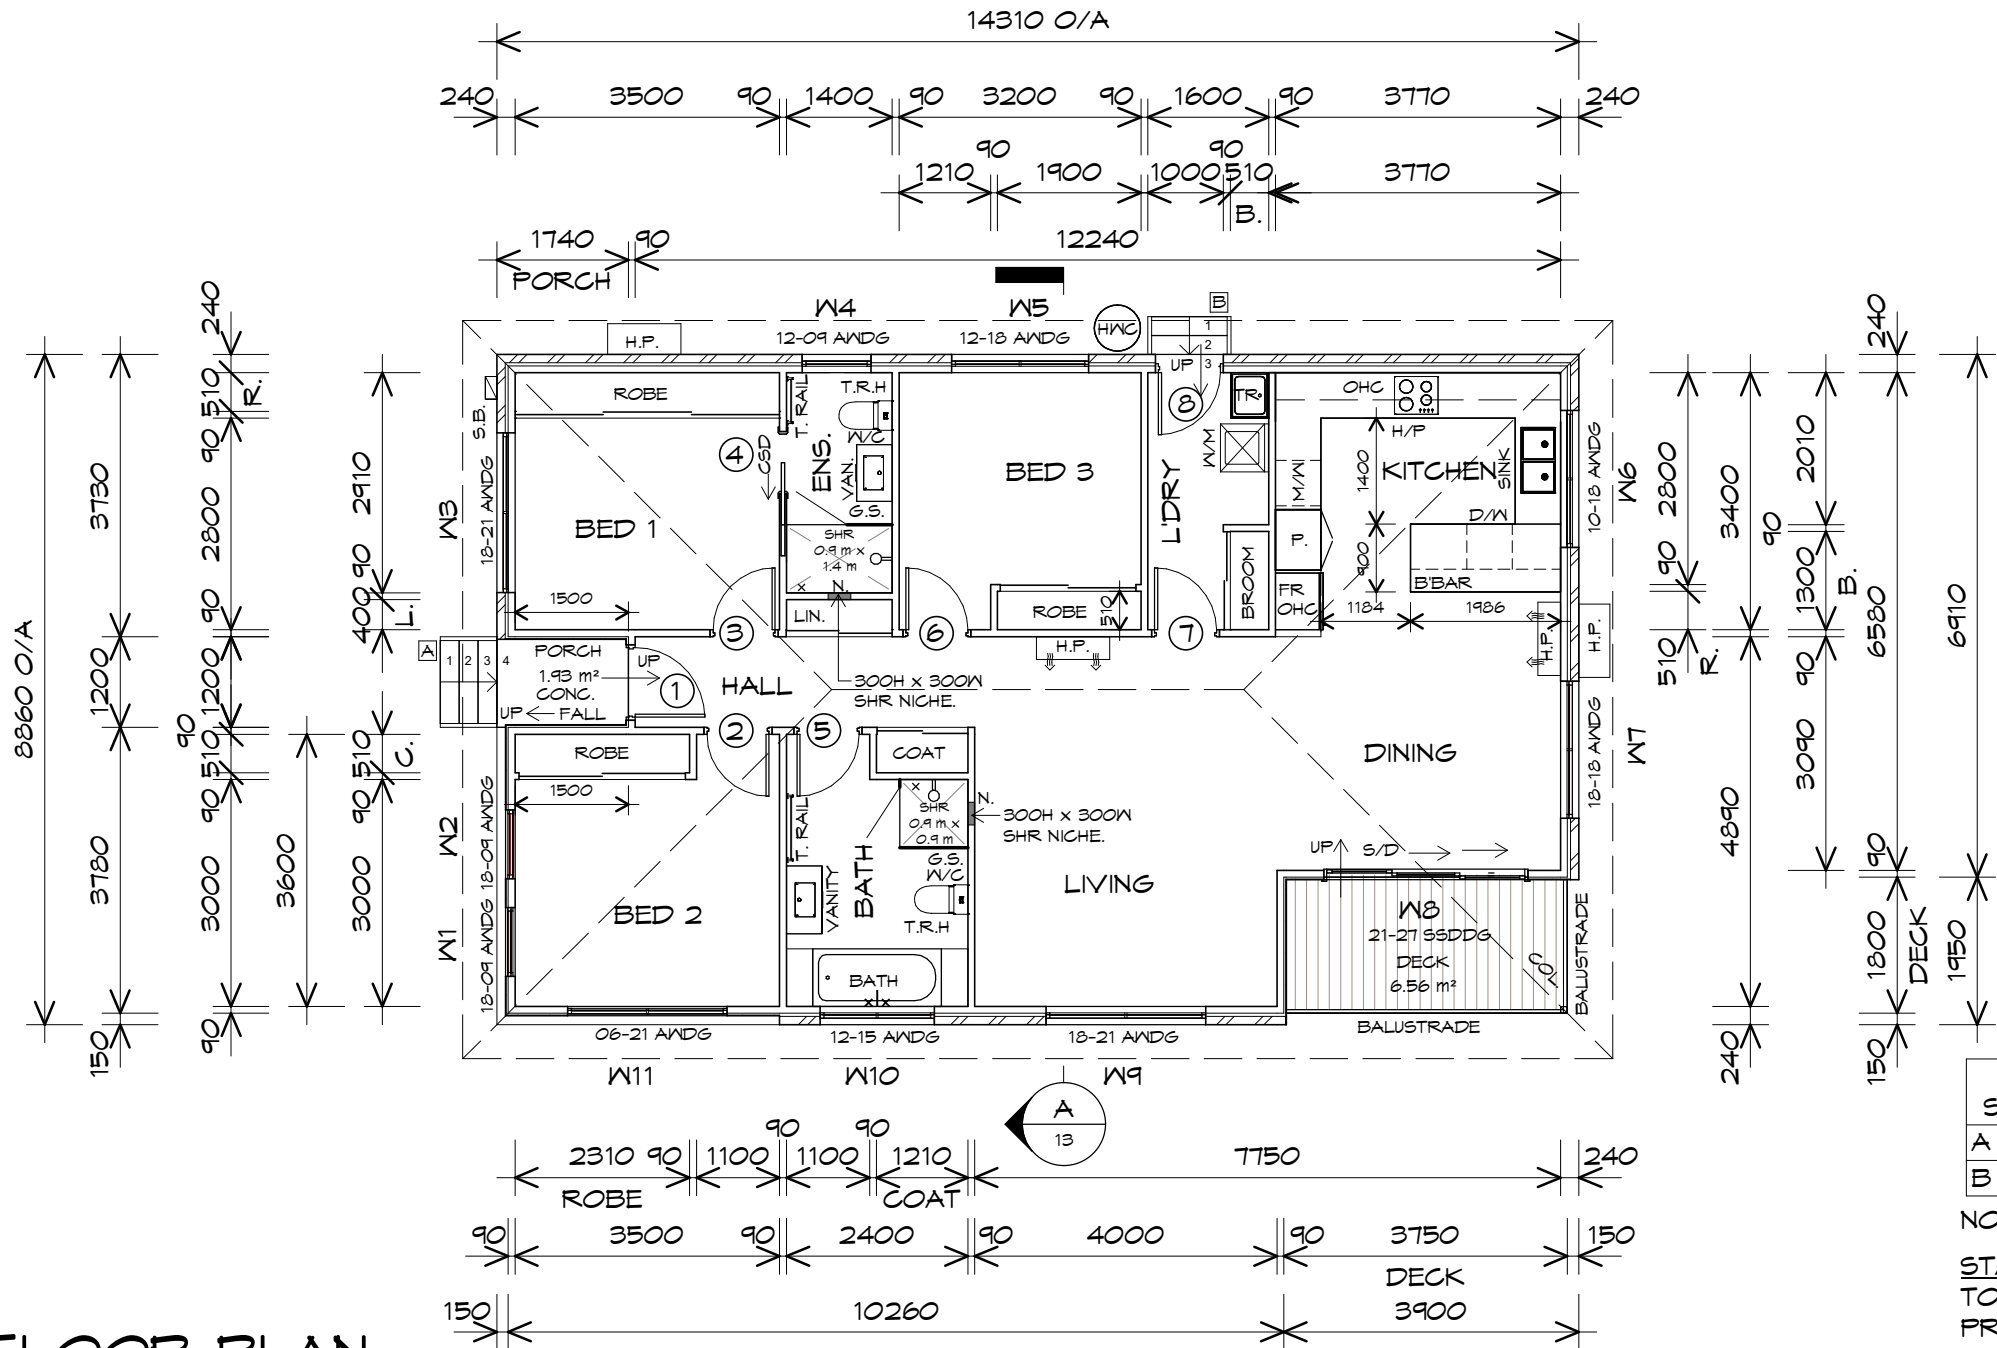 14310 O/A
240 3500 90 1400 90 3200 90 1600 90 3770 240
90 90
1210 1900 1000 510 3770
B.
1740 90 12240
PORCH
W4 W5 B
12-09 AWDG 12-18 AWDG HWC
H.P.
1
2
UP 3
8860 O/A
3730 1200 3780 150
90
240 510 R. 90 2800 90 1200 510 90 3000 90
3600
2910 90 400 L. 510 C. 90 3000
W3
18-21 AWDG
S.B.
W2
18-09 AWDG
W1
18-09 AWDG
ROBE
T. RAIL
T.R.H
W/C
4
CSD
ENS.
VAN.
G.S.
BED 1
SHR
0.9 m x
1.4 m
x
N.
LIN.
1500
3
BED 3
ROBE
510
6
8
TR.
W/M
L'DRY
BROOM
7
OHC
H/P
KITCHEN
SINK
1400
M/W
D/W
P.
900
B'BAR
FR
OHC
1184 1986
10-18 AWDG
W6
H.P.
H.P.
H.P.
A
1 2 3 4
PORCH
1.93 m²
CONC.
UP FALL
UP
1
HALL
300H x 300W
SHR NICHE.
2
5
ROBE
COAT
1500
T. RAIL
x
SHR
0.9 m x
0.9 m
N.
300H x 300W
SHR NICHE.
G.S.
W/C
BATH
VANITY
T.R.H
BATH
x x
BED 2
LIVING
DINING
18-18 AWDG
W7
UP S/D
W8
21-27 SSDDG
DECK
6.56 m²
BALUSTRADE
BALUSTRADE
06-21 AWDG 12-15 AWDG 18-21 AWDG
W11 W10 W9
2800 90 510 R.
3400 90 4890 240
2010 1300 B. 90 3090
240 6580 90 1800 DECK 150
6910 1950
A
13
90 90
2310 90 1100 1100 1210 7750 240
ROBE COAT
90 3500 90 2400 90 4000 90 3750 150
DECK
150 10260 3900
FLOOR PLAN
S
A
B
NO
STA
TO
PR